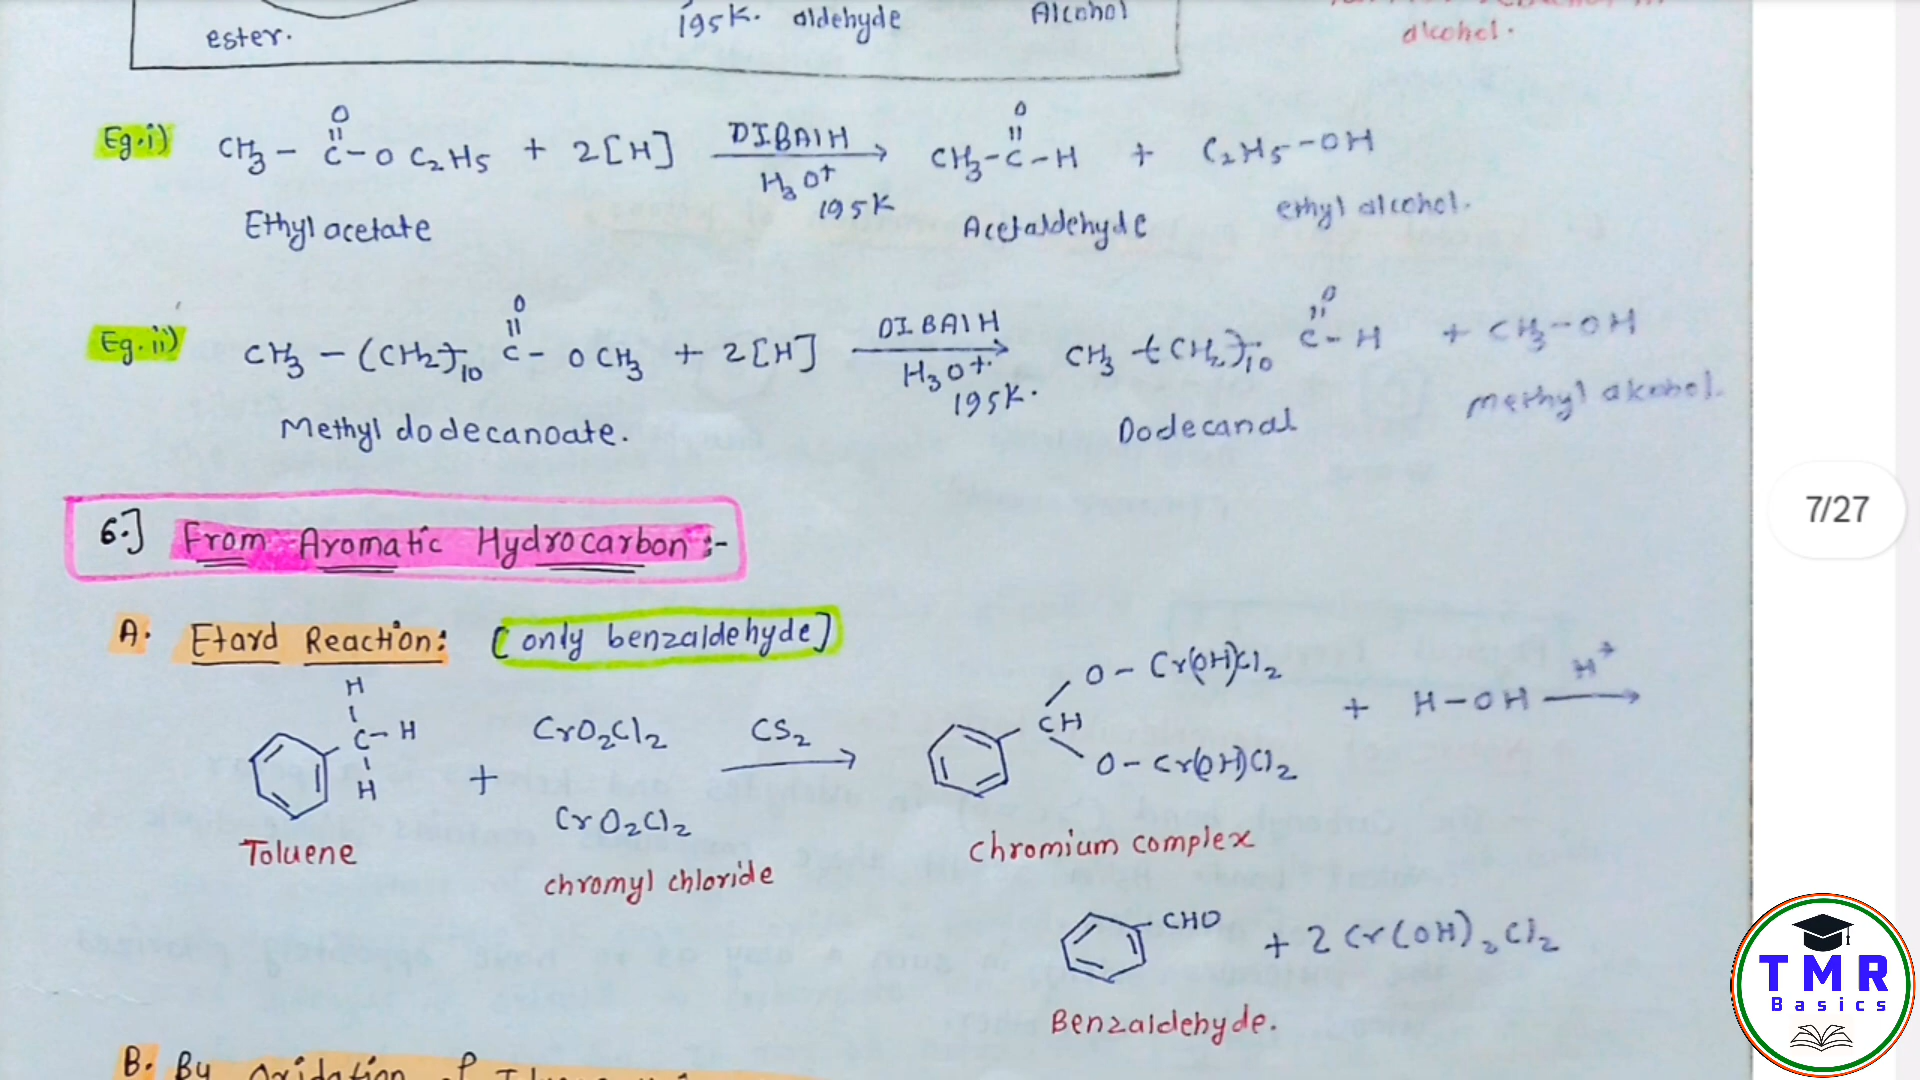 ester.
195K. aldehyde Alcohol
alcohol.
Eg.i) CH3 - C(=O) - O C2H5 + 2[H] DIBAlH H3O+ 195K CH3-C(=O)-H + C2H5-OH
Ethyl acetate Acetaldehyde ethyl alcohol.
Eg.ii) CH3 - (CH2)10 C(=O) - O CH3 + 2[H] DIBAlH H3O+ 195K. CH3 (CH2)10 C(=O)-H + CH3-OH
Methyl dodecanoate. Dodecanal methyl alcohol.
6.] From Aromatic Hydrocarbon:-
A. Etard Reaction: [only benzaldehyde]
H
C-H
H
+
CrO2Cl2
CrO2Cl2
CS2
CH
O-Cr(OH)Cl2
O-Cr(OH)Cl2
+ H-OH H+
Toluene
chromyl chloride
chromium complex
CHO + 2 Cr(OH)2Cl2
Benzaldehyde.
B. By Oxidation of
7/27
TMR
Basics